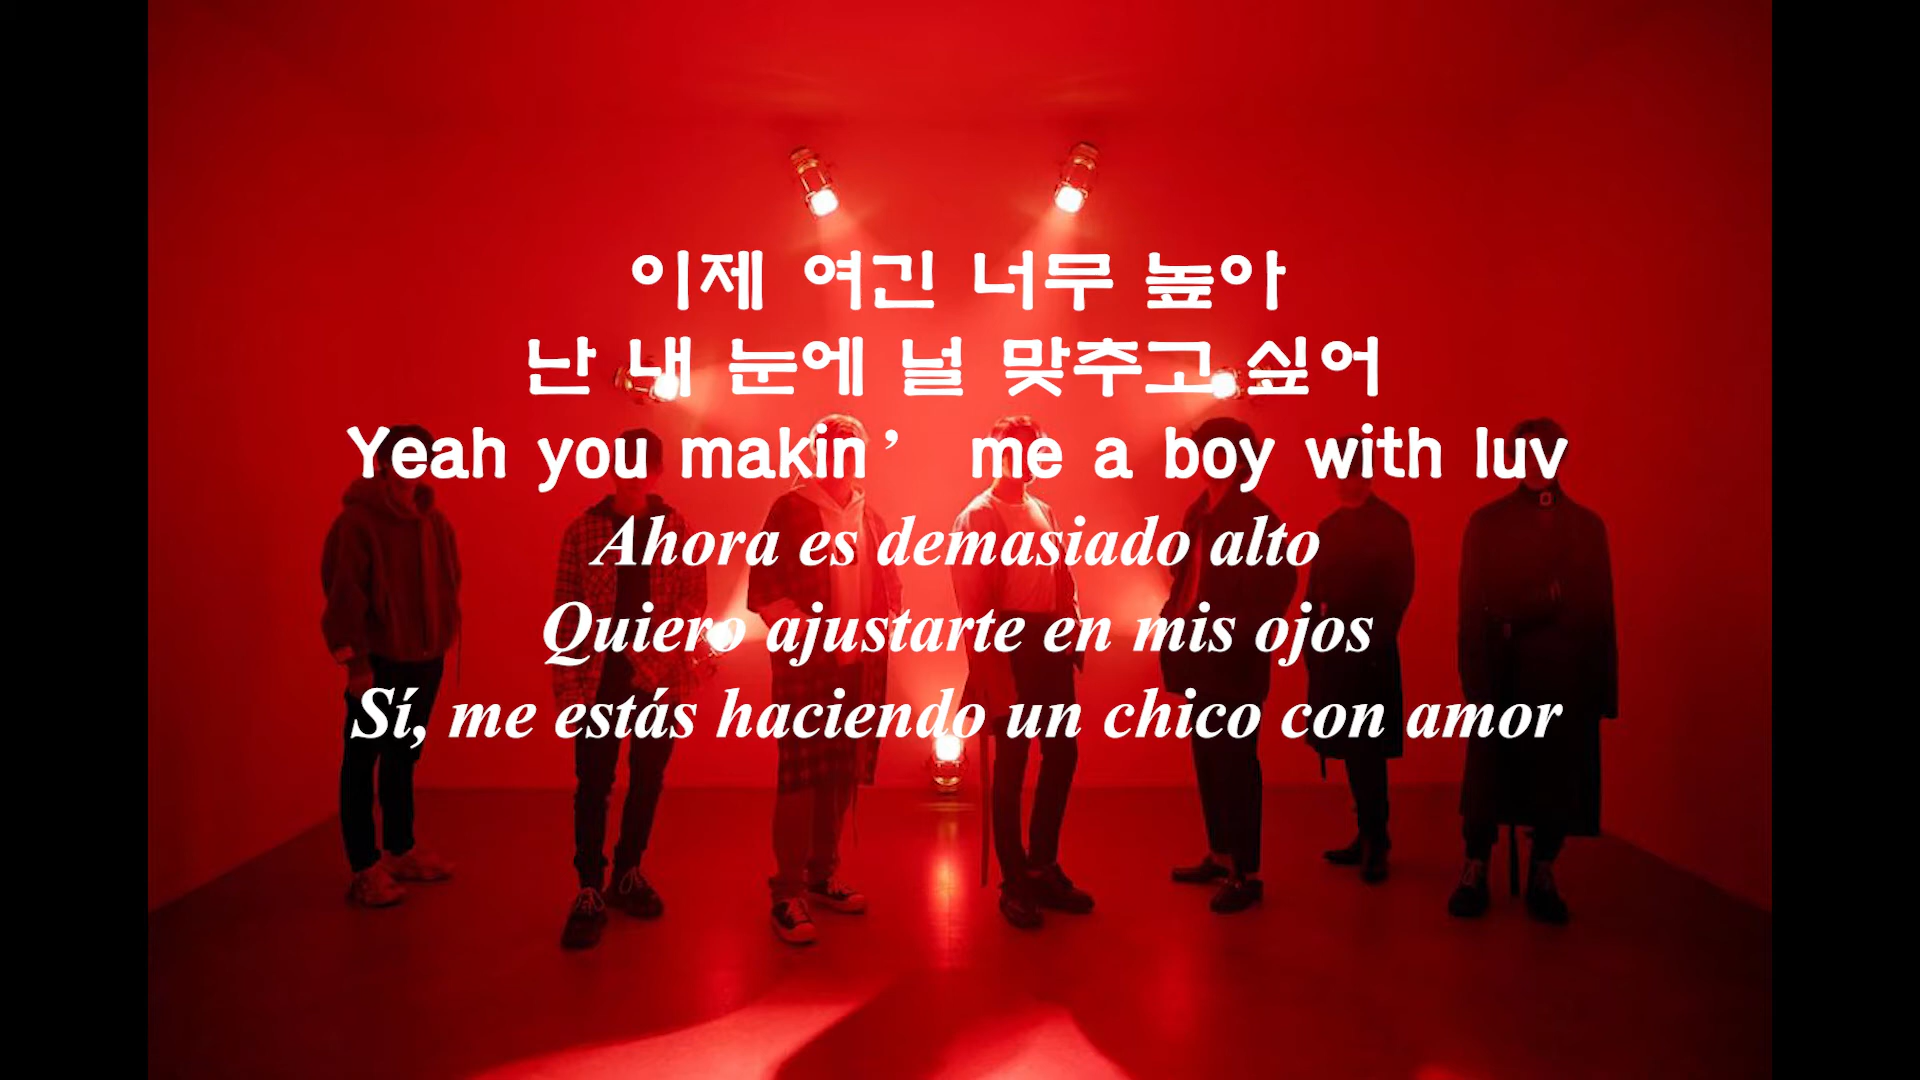 이제 여긴 너무 높아
난 내 눈에 널 맞추고 싶어
Yeah you makin’ me a boy with luv
Ahora es demasiado alto
Quiero ajustarte en mis ojos
Sí, me estás haciendo un chico con amor